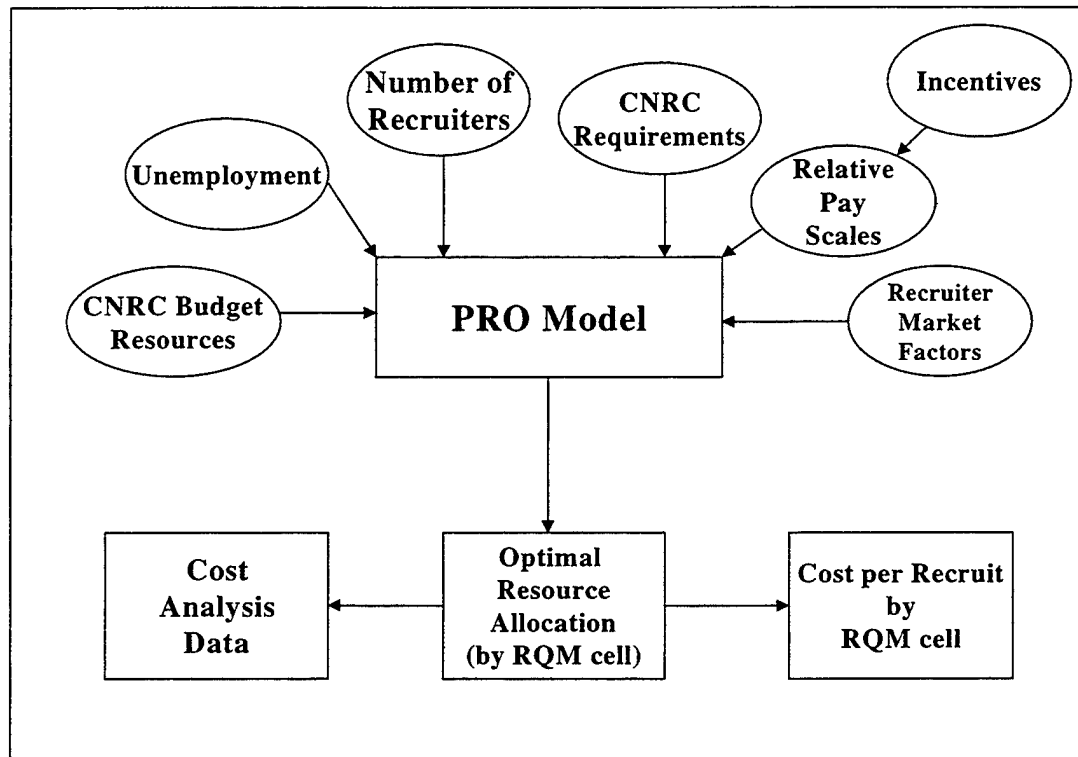 Number of
Recruiters
CNRC
Requirements
Incentives
Unemployment
Relative
Pay
Scales
CNRC Budget
Resources
PRO Model
Recruiter
Market
Factors
Cost
Analysis
Data
Optimal
Resource
Allocation
(by RQM cell)
Cost per Recruit
by
RQM cell